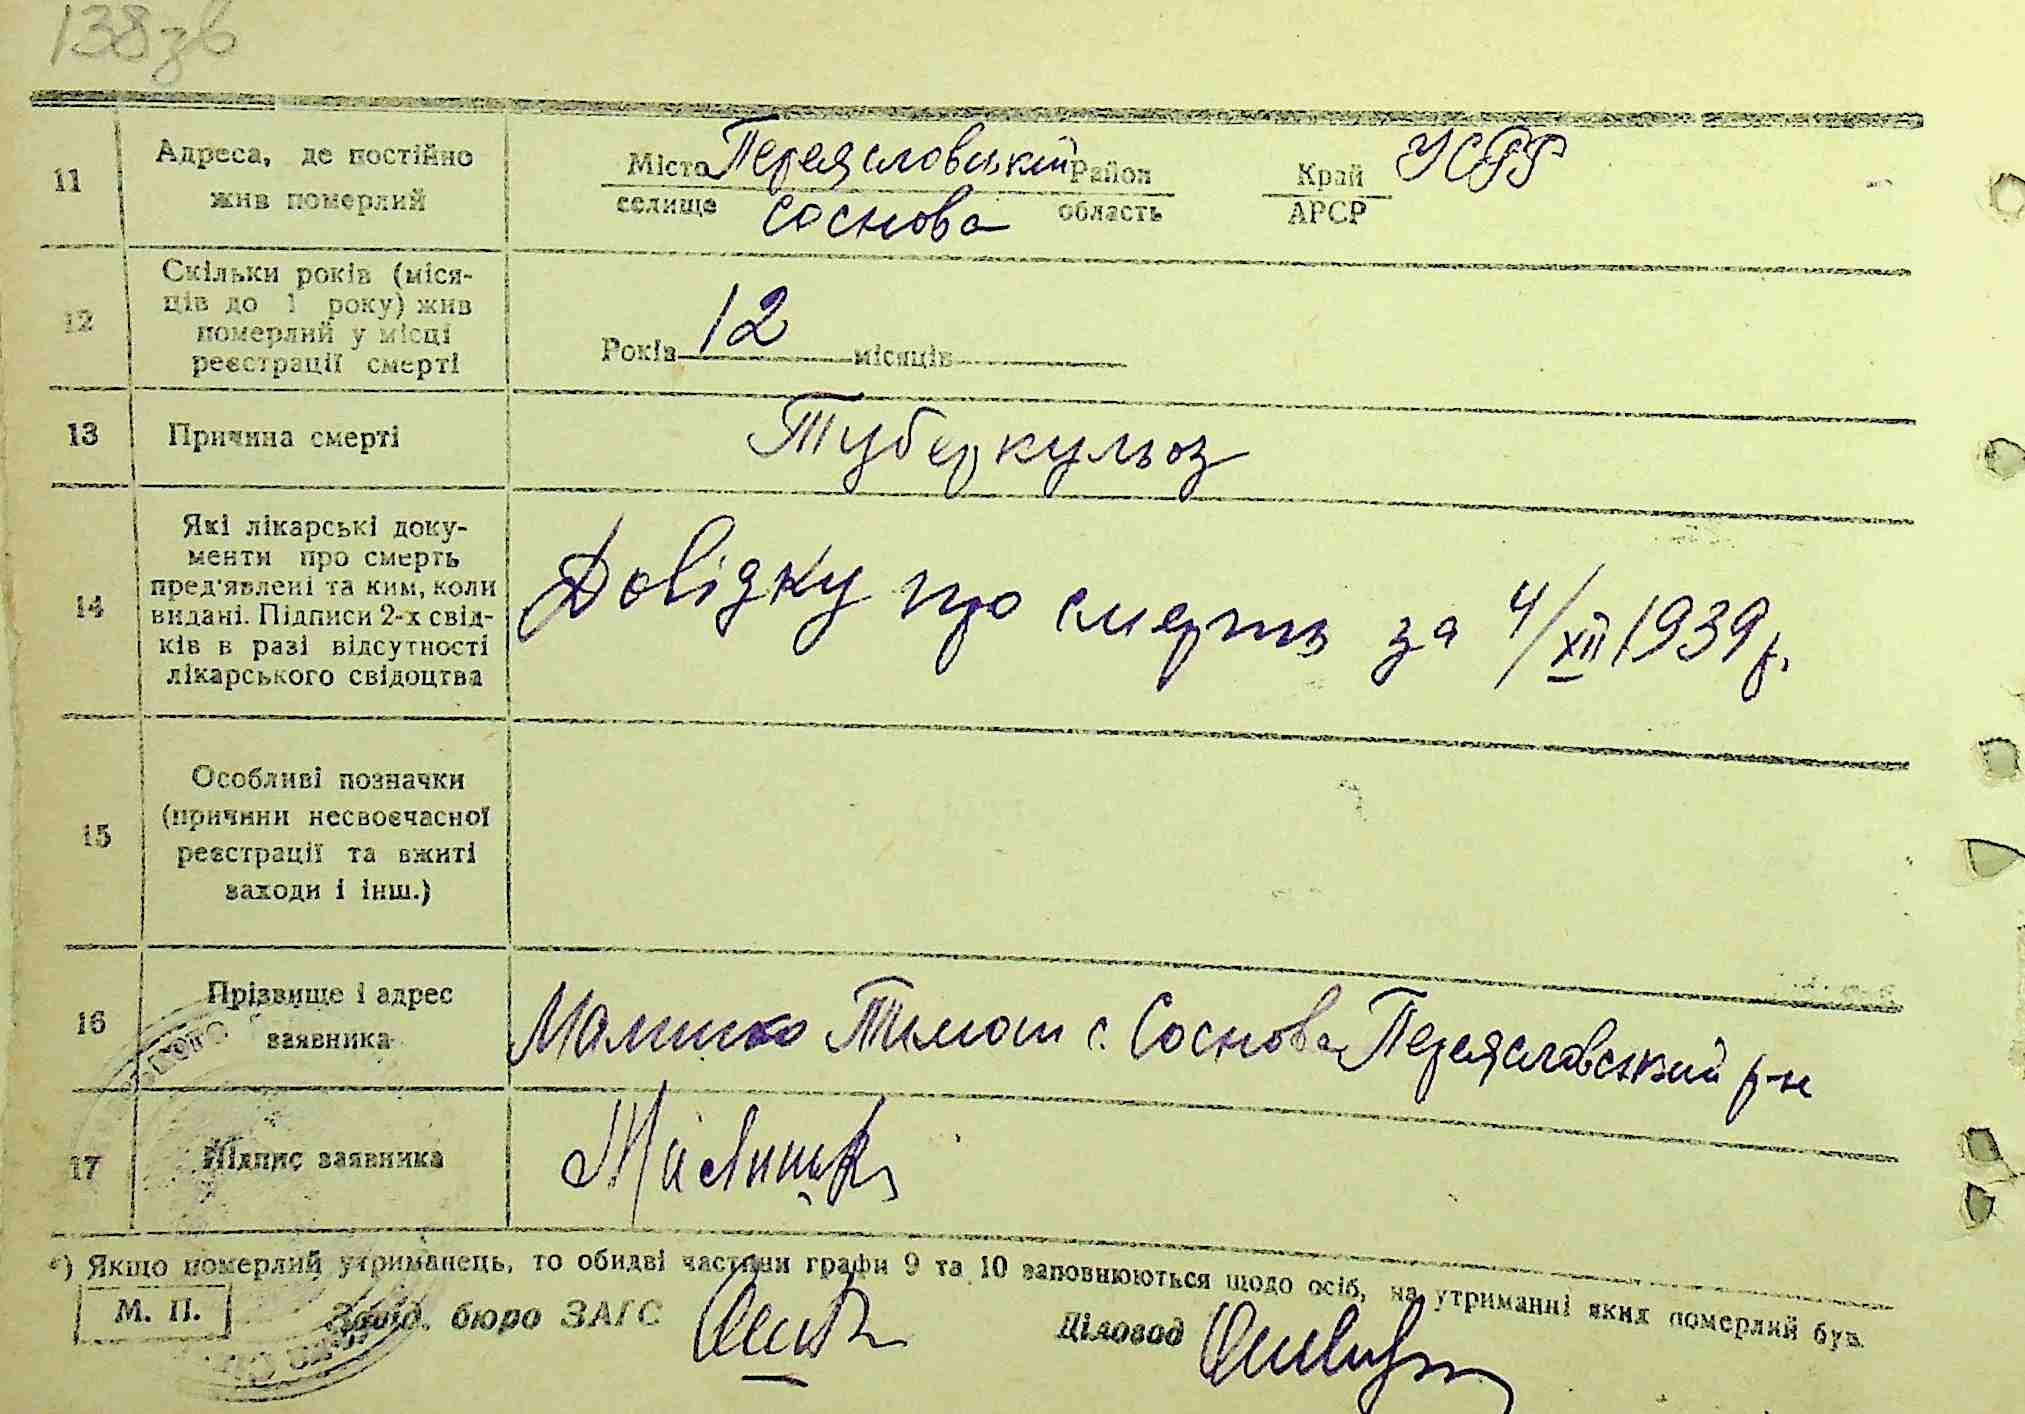 138зв
11
Адреса, де постійно
жив померлий
Місто Переяславський Район Край УСРР
селище Соснова область АРСР
12
Скільки років (міся-
ців до 1 року) жив
померлий у місці
реєстрації смерті
Років 12 місяців
13
Причина смерті
Туберкульоз
14
Які лікарські доку-
менти про смерть
пред'явлені та ким, коли
видані. Підписи 2-х свід-
ків в разі відсутності
лікарського свідоцтва
Довідку про смерть за 4/XII 1939 р.
15
Особливі позначки
(причини несвоєчасної
реєстрації та вжиті
заходи і інш.)
16
Прізвище і адрес
заявника
Тимош с. Соснова Переяславський р-н
17
Підпис заявника
*) Якщо померлий утриманець, то обидві частини графи 9 та 10 заповнюються щодо осіб, на утриманні яких померлий був.
М. П.
Завід. бюро ЗАГС Діловод